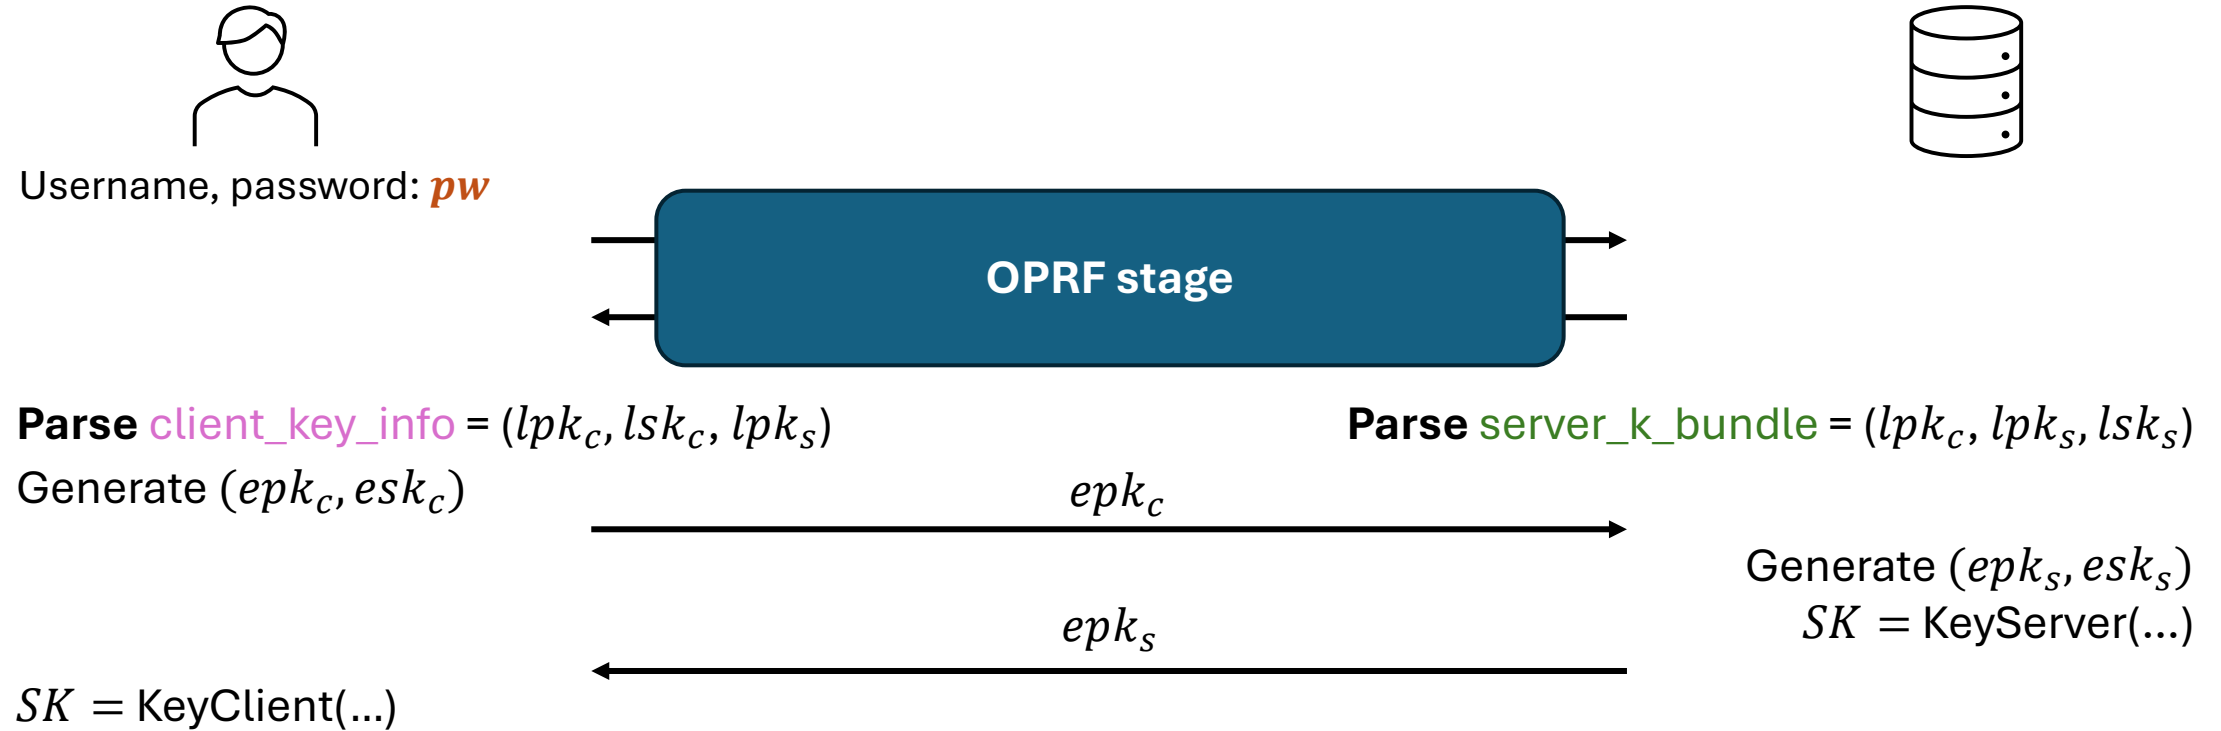 Username, password: pw
OPRF stage
Parse client_key_info = (lpk_c, lsk_c, lpk_s)
Parse server_k_bundle = (lpk_c, lpk_s, lsk_s)
Generate (epk_c, esk_c)
epk_c
Generate (epk_s, esk_s)
SK = KeyServer(...)
epk_s
SK = KeyClient(...)